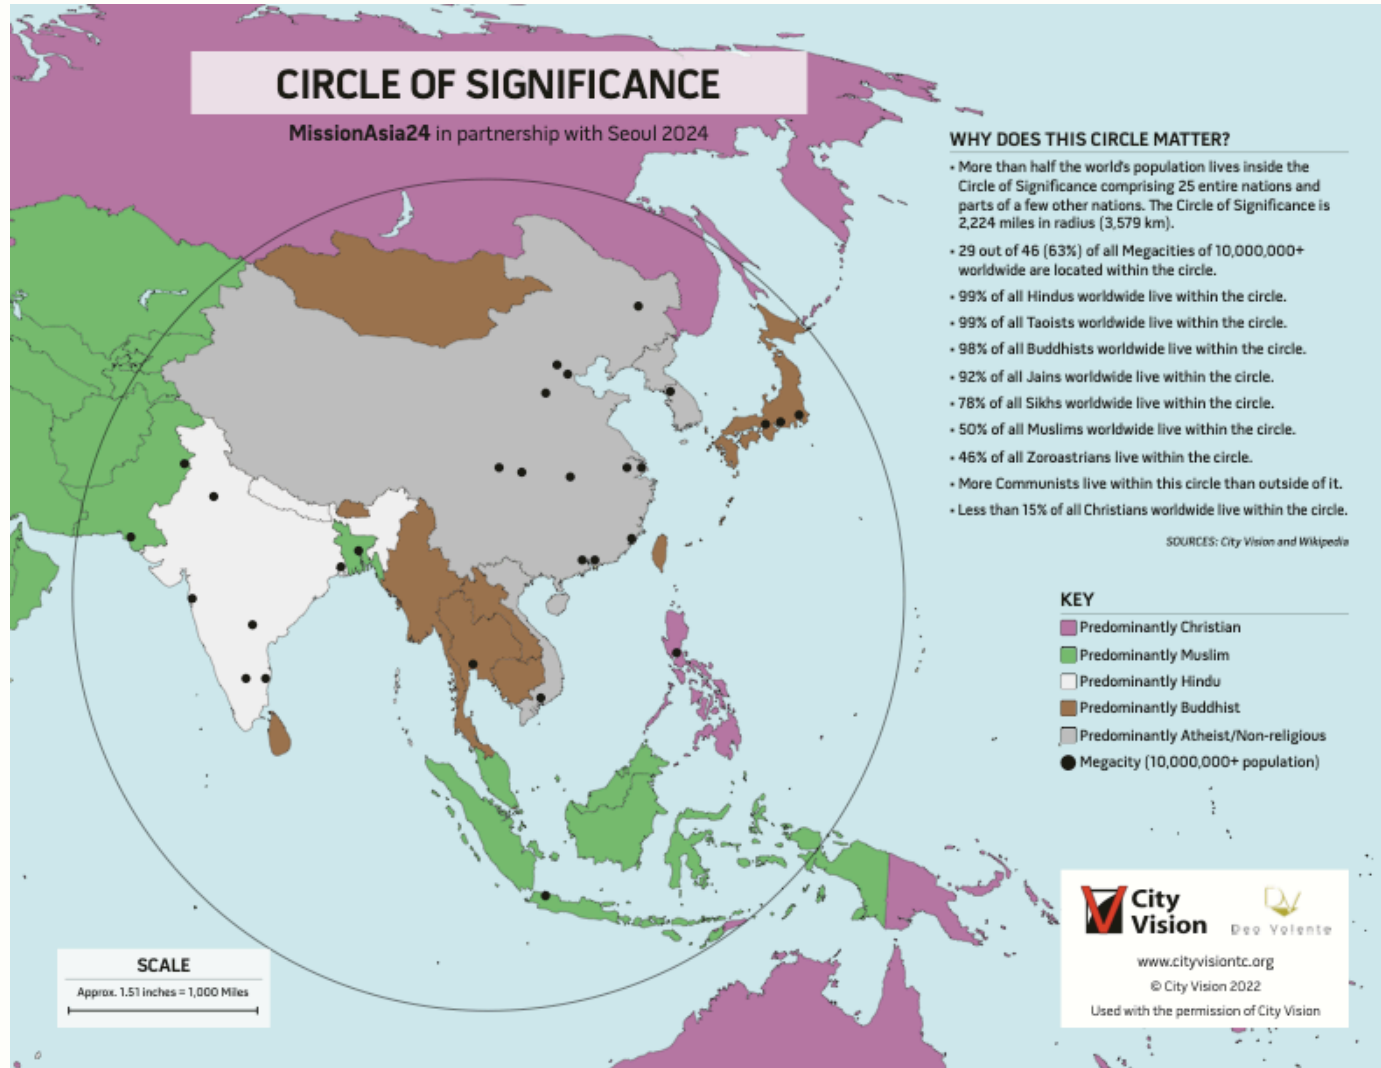 CIRCLE OF SIGNIFICANCE
MissionAsia24 in partnership with Seoul 2024
WHY DOES THIS CIRCLE MATTER?
• More than half the world's population lives inside the
Circle of Significance comprising 25 entire nations and
parts of a few other nations. The Circle of Significance is
2,224 miles in radius (3,579 km).
• 29 out of 46 (63%) of all Megacities of 10,000,000+
worldwide are located within the circle.
• 99% of all Hindus worldwide live within the circle.
• 99% of all Taoists worldwide live within the circle.
• 98% of all Buddhists worldwide live within the circle.
• 92% of all Jains worldwide live within the circle.
• 78% of all Sikhs worldwide live within the circle.
• 50% of all Muslims worldwide live within the circle.
• 46% of all Zoroastrians live within the circle.
• More Communists live within this circle than outside of it.
• Less than 15% of all Christians worldwide live within the circle.
SOURCES: City Vision and Wikipedia
KEY
Predominantly Christian
Predominantly Muslim
Predominantly Hindu
Predominantly Buddhist
Predominantly Atheist/Non-religious
Megacity (10,000,000+ population)
City
Vision
DV
Deo Volente
www.cityvisiontc.org
© City Vision 2022
Used with the permission of City Vision
SCALE
Approx. 1.51 inches = 1,000 Miles